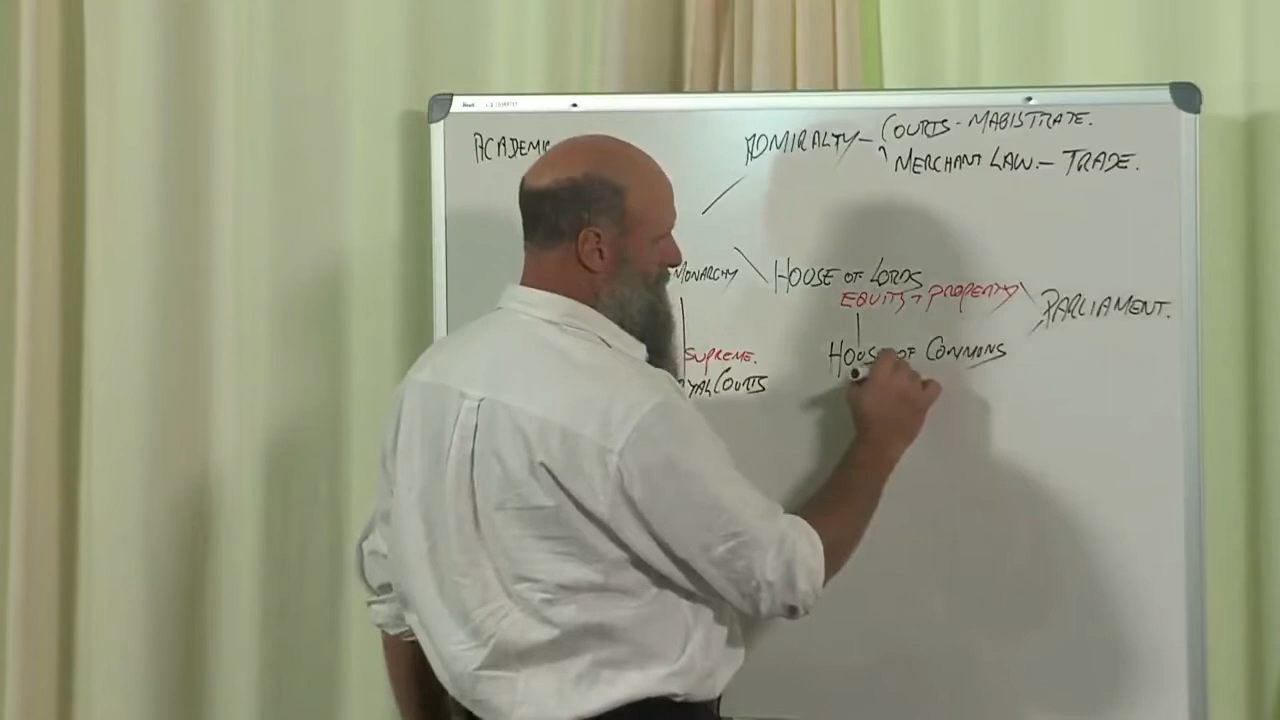 ACADEMIC
ADMIRALTY - COURTS - MAGISTRATE.
MERCHANT LAW. - TRADE.
MONARCHY
HOUSE OF LORDS
EQUITY + PROPERTY
PARLIAMENT.
SUPREME.
HOUSE OF COMMONS
YAL COURTS